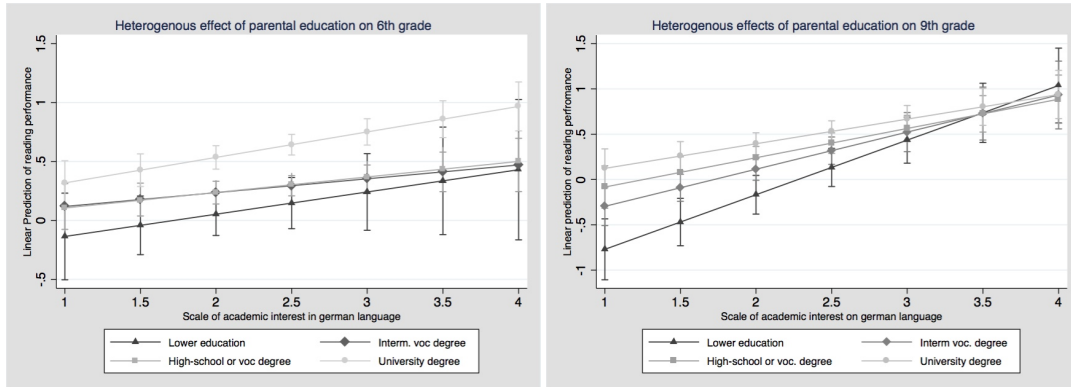 Heterogenous effect of parental education on 6th grade
Linear Prediction of reading performance
1.5
1
.5
0
-.5
1 1.5 2 2.5 3 3.5 4
Scale of academic interest in german language
Lower education Interm. voc degree
High-school or voc degree University degree
Heterogenous effects of parental education on 9th grade
Linear prediction of reading performance
1.5
1
0.5
0
-.5
-1
1 1.5 2 2.5 3 3.5 4
Scale of academic interest on german language
Lower education Interm voc. degree
High-school or voc. degree University degree